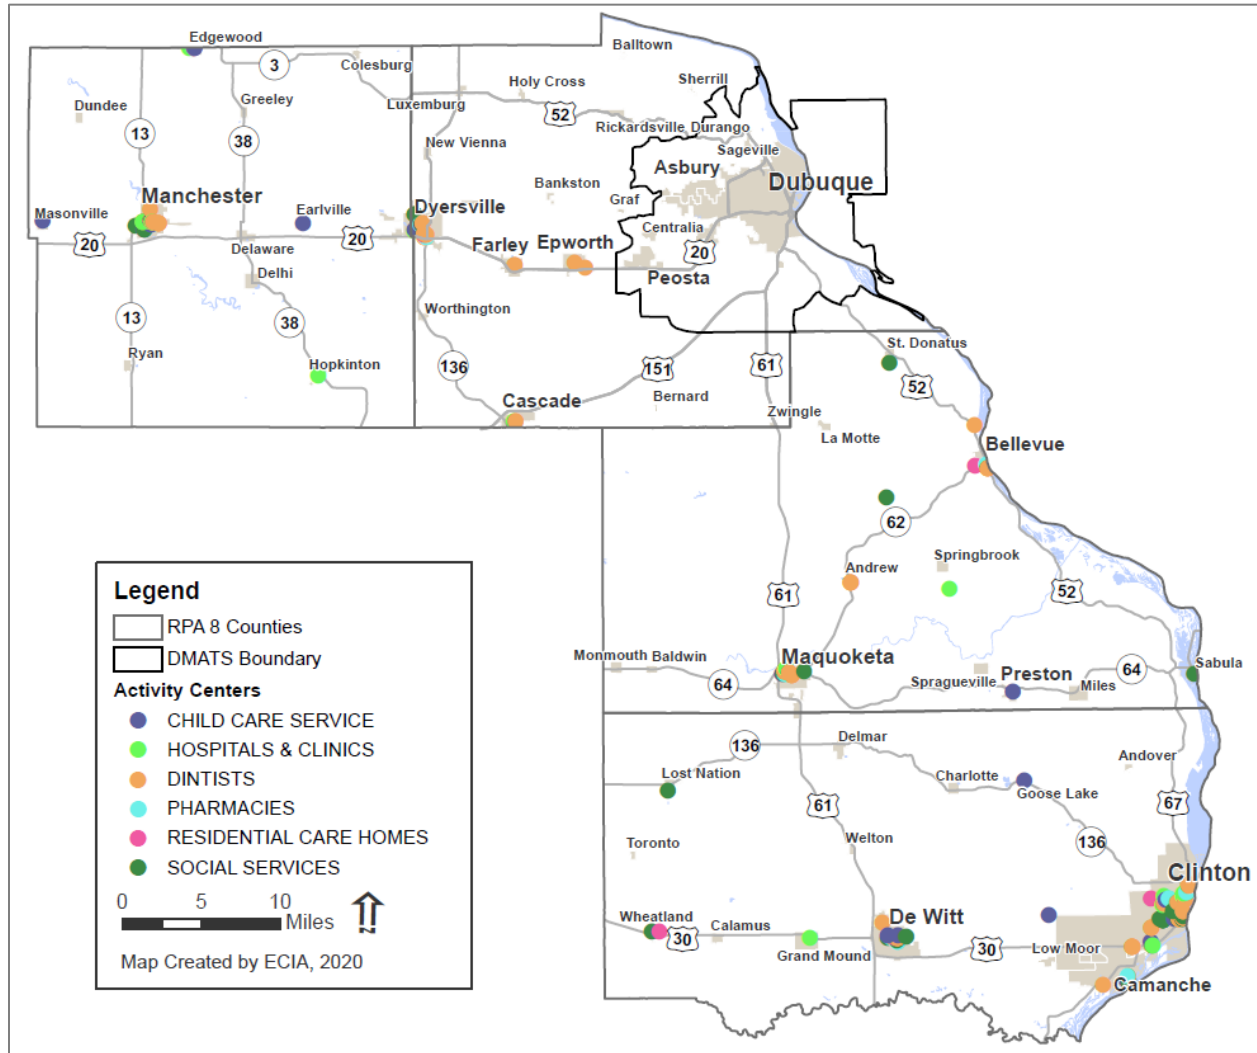 Edgewood
Balltown
3
Colesburg
Sherrill
Holy Cross
Dundee
Greeley
Luxemburg
52
13
38
Rickardsville
Durango
New Vienna
Sageville
Asbury
Dubuque
Manchester
Bankston
Masonville
Earlville
Dyersville
Graf
20
Delaware
20
Farley
Epworth
Centralia
20
Delhi
Peosta
13
38
Worthington
Ryan
Hopkinton
136
151
61
St. Donatus
52
Cascade
Bernard
Zwingle
La Motte
Bellevue
62
Springbrook
Andrew
61
52
Monmouth
Baldwin
Maquoketa
64
Spragueville
Preston
Miles
64
Sabula
Legend
RPA 8 Counties
DMATS Boundary
Activity Centers
CHILD CARE SERVICE
HOSPITALS & CLINICS
DINTISTS
PHARMACIES
RESIDENTIAL CARE HOMES
SOCIAL SERVICES
0 5 10
Miles
N
Map Created by ECIA, 2020
136
Delmar
Andover
Lost Nation
Charlotte
Goose Lake
61
67
Toronto
Welton
136
Clinton
Wheatland
30
Calamus
Grand Mound
De Witt
30
Low Moor
Camanche